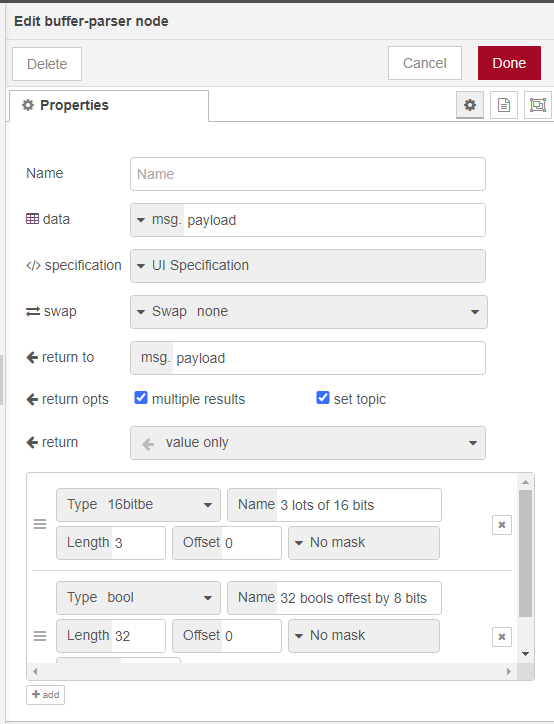 Edit buffer-parser node
Delete
Cancel
Done
Properties
Name
Name
data
msg. payload
</> specification
UI Specification
swap
Swap none
return to
msg. payload
return opts
multiple results
set topic
return
value only
Type 16bitbe
Name 3 lots of 16 bits
Length 3
Offset 0
No mask
Type bool
Name 32 bools offest by 8 bits
Length 32
Offset 0
No mask
add